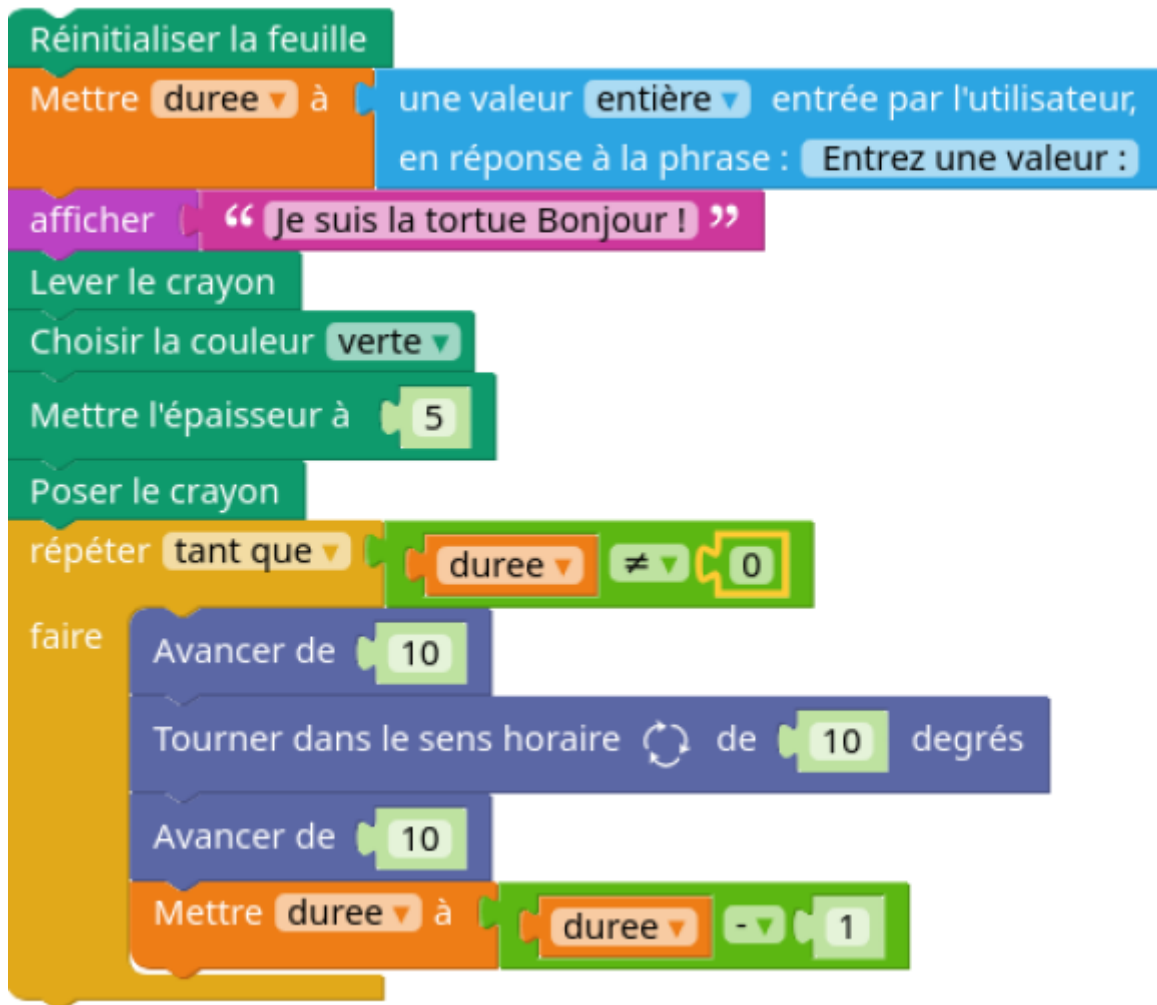 Réinitialiser la feuille
Mettre duree ▾ à une valeur entière ▾ entrée par l'utilisateur,
en réponse à la phrase : Entrez une valeur :
afficher “ Je suis la tortue Bonjour ! ”
Lever le crayon
Choisir la couleur verte ▾
Mettre l'épaisseur à 5
Poser le crayon
répéter tant que ▾ duree ▾ ≠ ▾ 0
faire Avancer de 10
Tourner dans le sens horaire de 10 degrés
Avancer de 10
Mettre duree ▾ à duree ▾ - ▾ 1